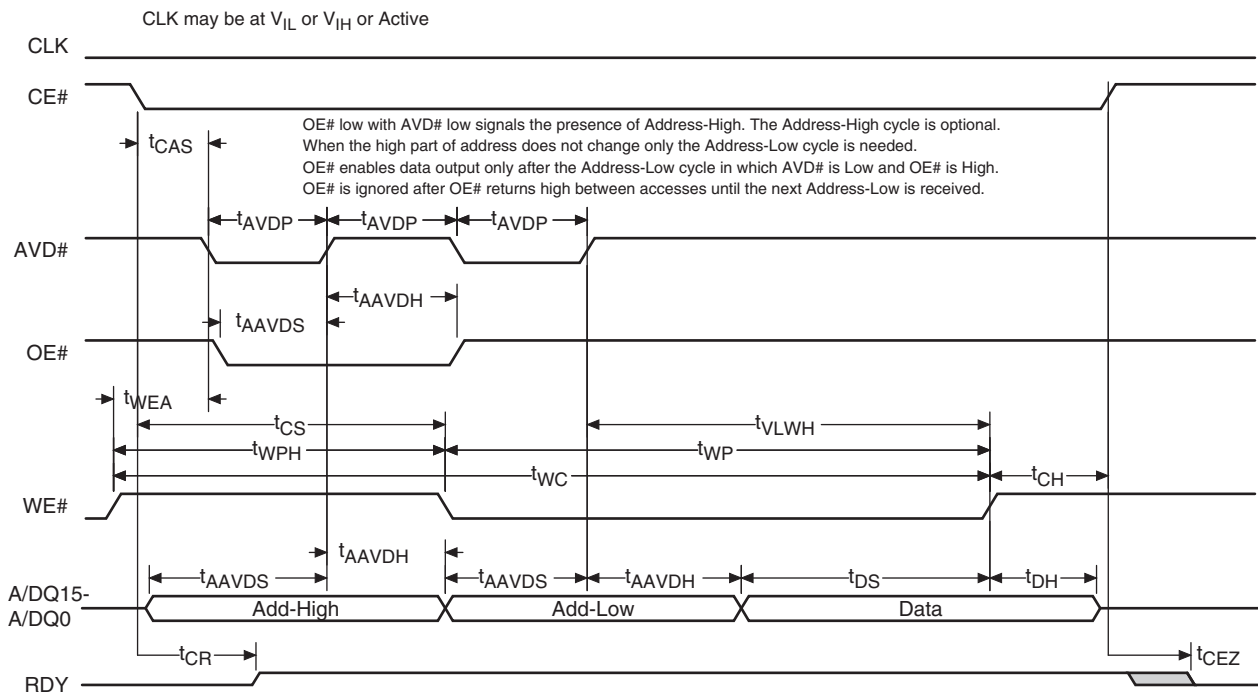 CLK may be at VIL or VIH or Active
CLK
CE#
OE# low with AVD# low signals the presence of Address-High. The Address-High cycle is optional.
When the high part of address does not change only the Address-Low cycle is needed.
OE# enables data output only after the Address-Low cycle in which AVD# is Low and OE# is High.
OE# is ignored after OE# returns high between accesses until the next Address-Low is received.
tCAS
tAVDP tAVDP tAVDP
AVD#
tAAVDH
tAAVDS
OE#
tWEA
tCS tVLWH
tWPH tWP
tWC tCH
WE#
tAAVDH
tAAVDS tAAVDS tAAVDH tDS tDH
A/DQ15-
A/DQ0
Add-High Add-Low Data
tCR tCEZ
RDY